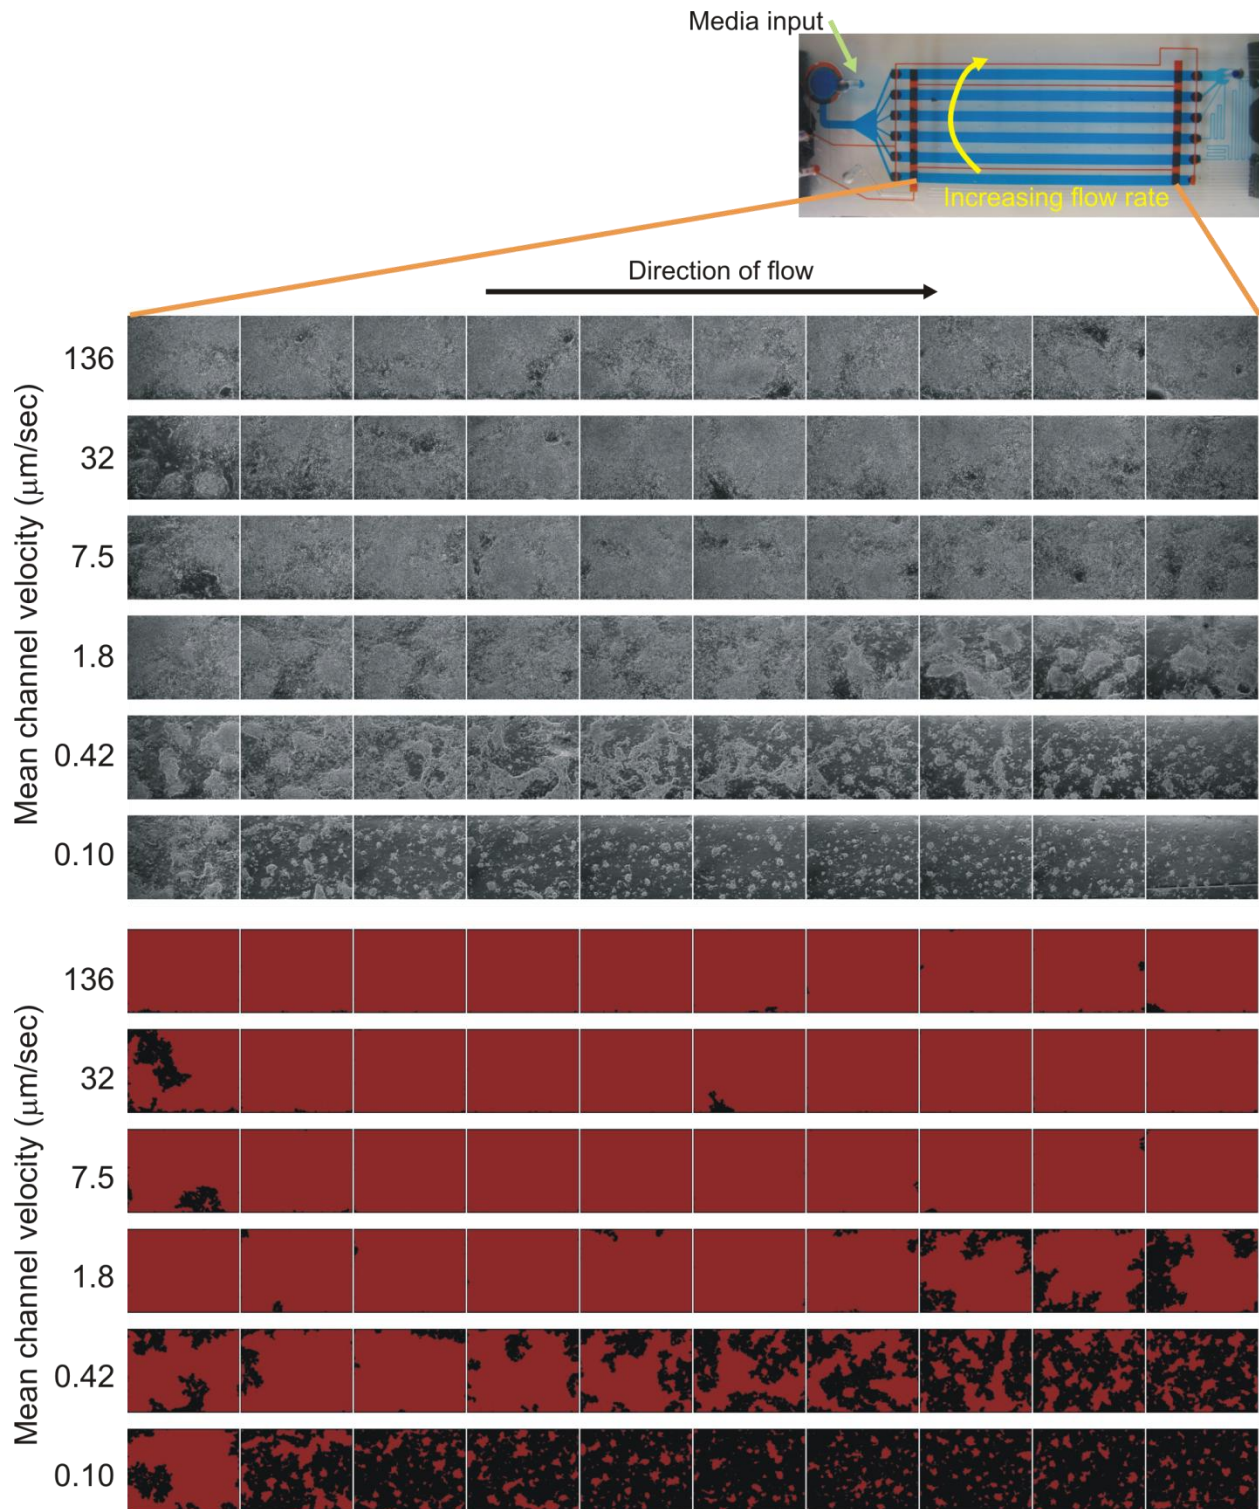 Media input
Increasing flow rate
Direction of flow
Mean channel velocity (μm/sec)
136
32
7.5
1.8
0.42
0.10
Mean channel velocity (μm/sec)
136
32
7.5
1.8
0.42
0.10